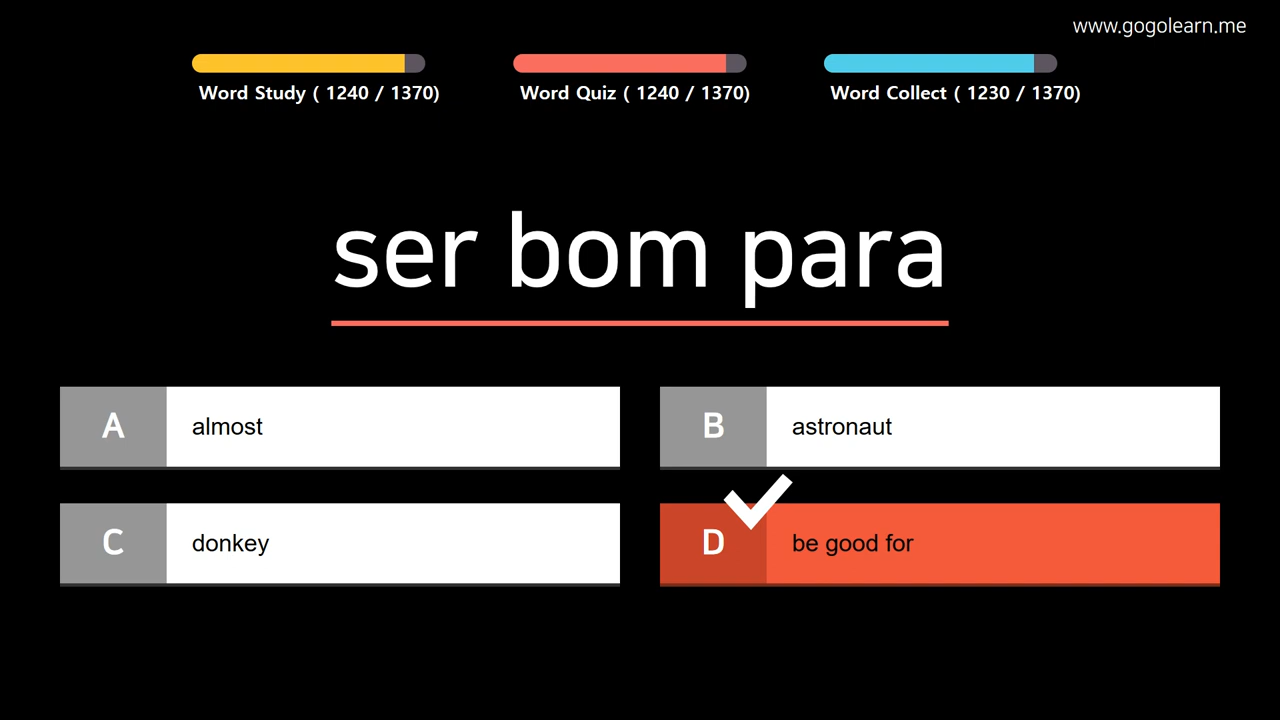 www.gogolearn.me
Word Study ( 1240 / 1370)
Word Quiz ( 1240 / 1370)
Word Collect ( 1230 / 1370)
ser bom para
A almost
B astronaut
C donkey
D be good for